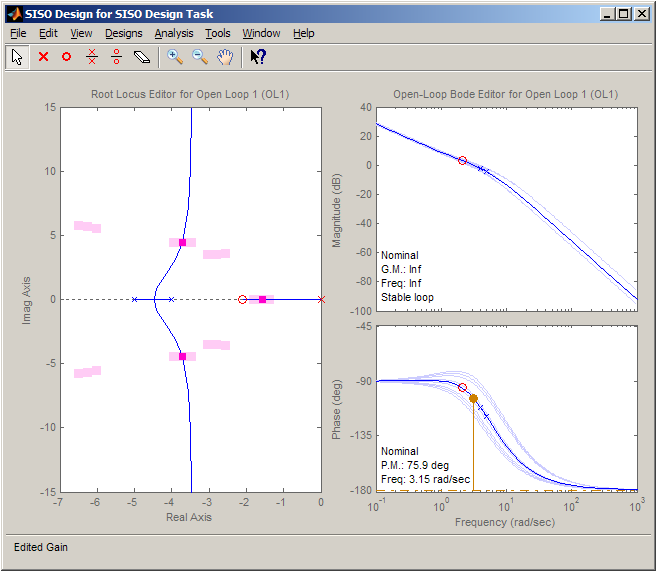 SISO Design for SISO Design Task
File Edit View Designs Analysis Tools Window Help
Root Locus Editor for Open Loop 1 (OL1)
15
10
5
0
-5
-10
-15
Imag Axis
-7 -6 -5 -4 -3 -2 -1 0
Real Axis
Open-Loop Bode Editor for Open Loop 1 (OL1)
40
20
0
-20
-40
-60
-80
-100
Magnitude (dB)
Nominal
G.M.: Inf
Freq: Inf
Stable loop
-45
-90
-135
-180
Phase (deg)
Nominal
P.M.: 75.9 deg
Freq: 3.15 rad/sec
10^-1 10^0 10^1 10^2 10^3
Frequency (rad/sec)
Edited Gain